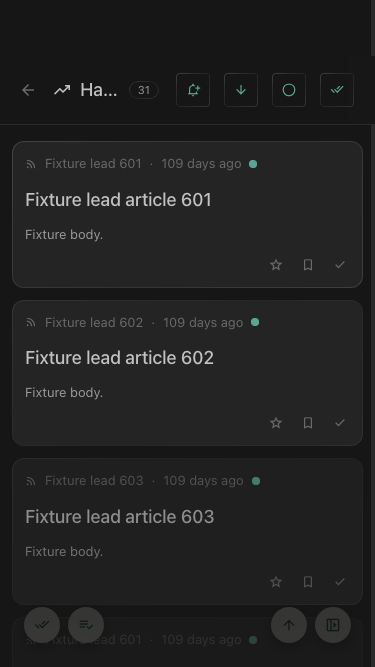 Ha... 31
Fixture lead 601 · 109 days ago
Fixture lead article 601
Fixture body.
Fixture lead 602 · 109 days ago
Fixture lead article 602
Fixture body.
Fixture lead 603 · 109 days ago
Fixture lead article 603
Fixture body.
Fixture lead 601 · 109 days ago